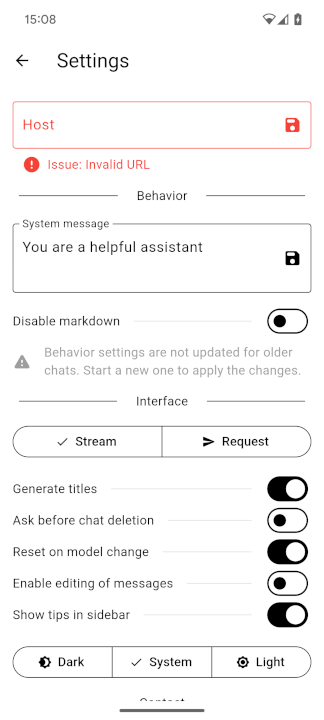 15:08
Settings
Host
Issue: Invalid URL
Behavior
System message
You are a helpful assistant
Disable markdown
Behavior settings are not updated for older
chats. Start a new one to apply the changes.
Interface
Stream Request
Generate titles
Ask before chat deletion
Reset on model change
Enable editing of messages
Show tips in sidebar
Dark System Light